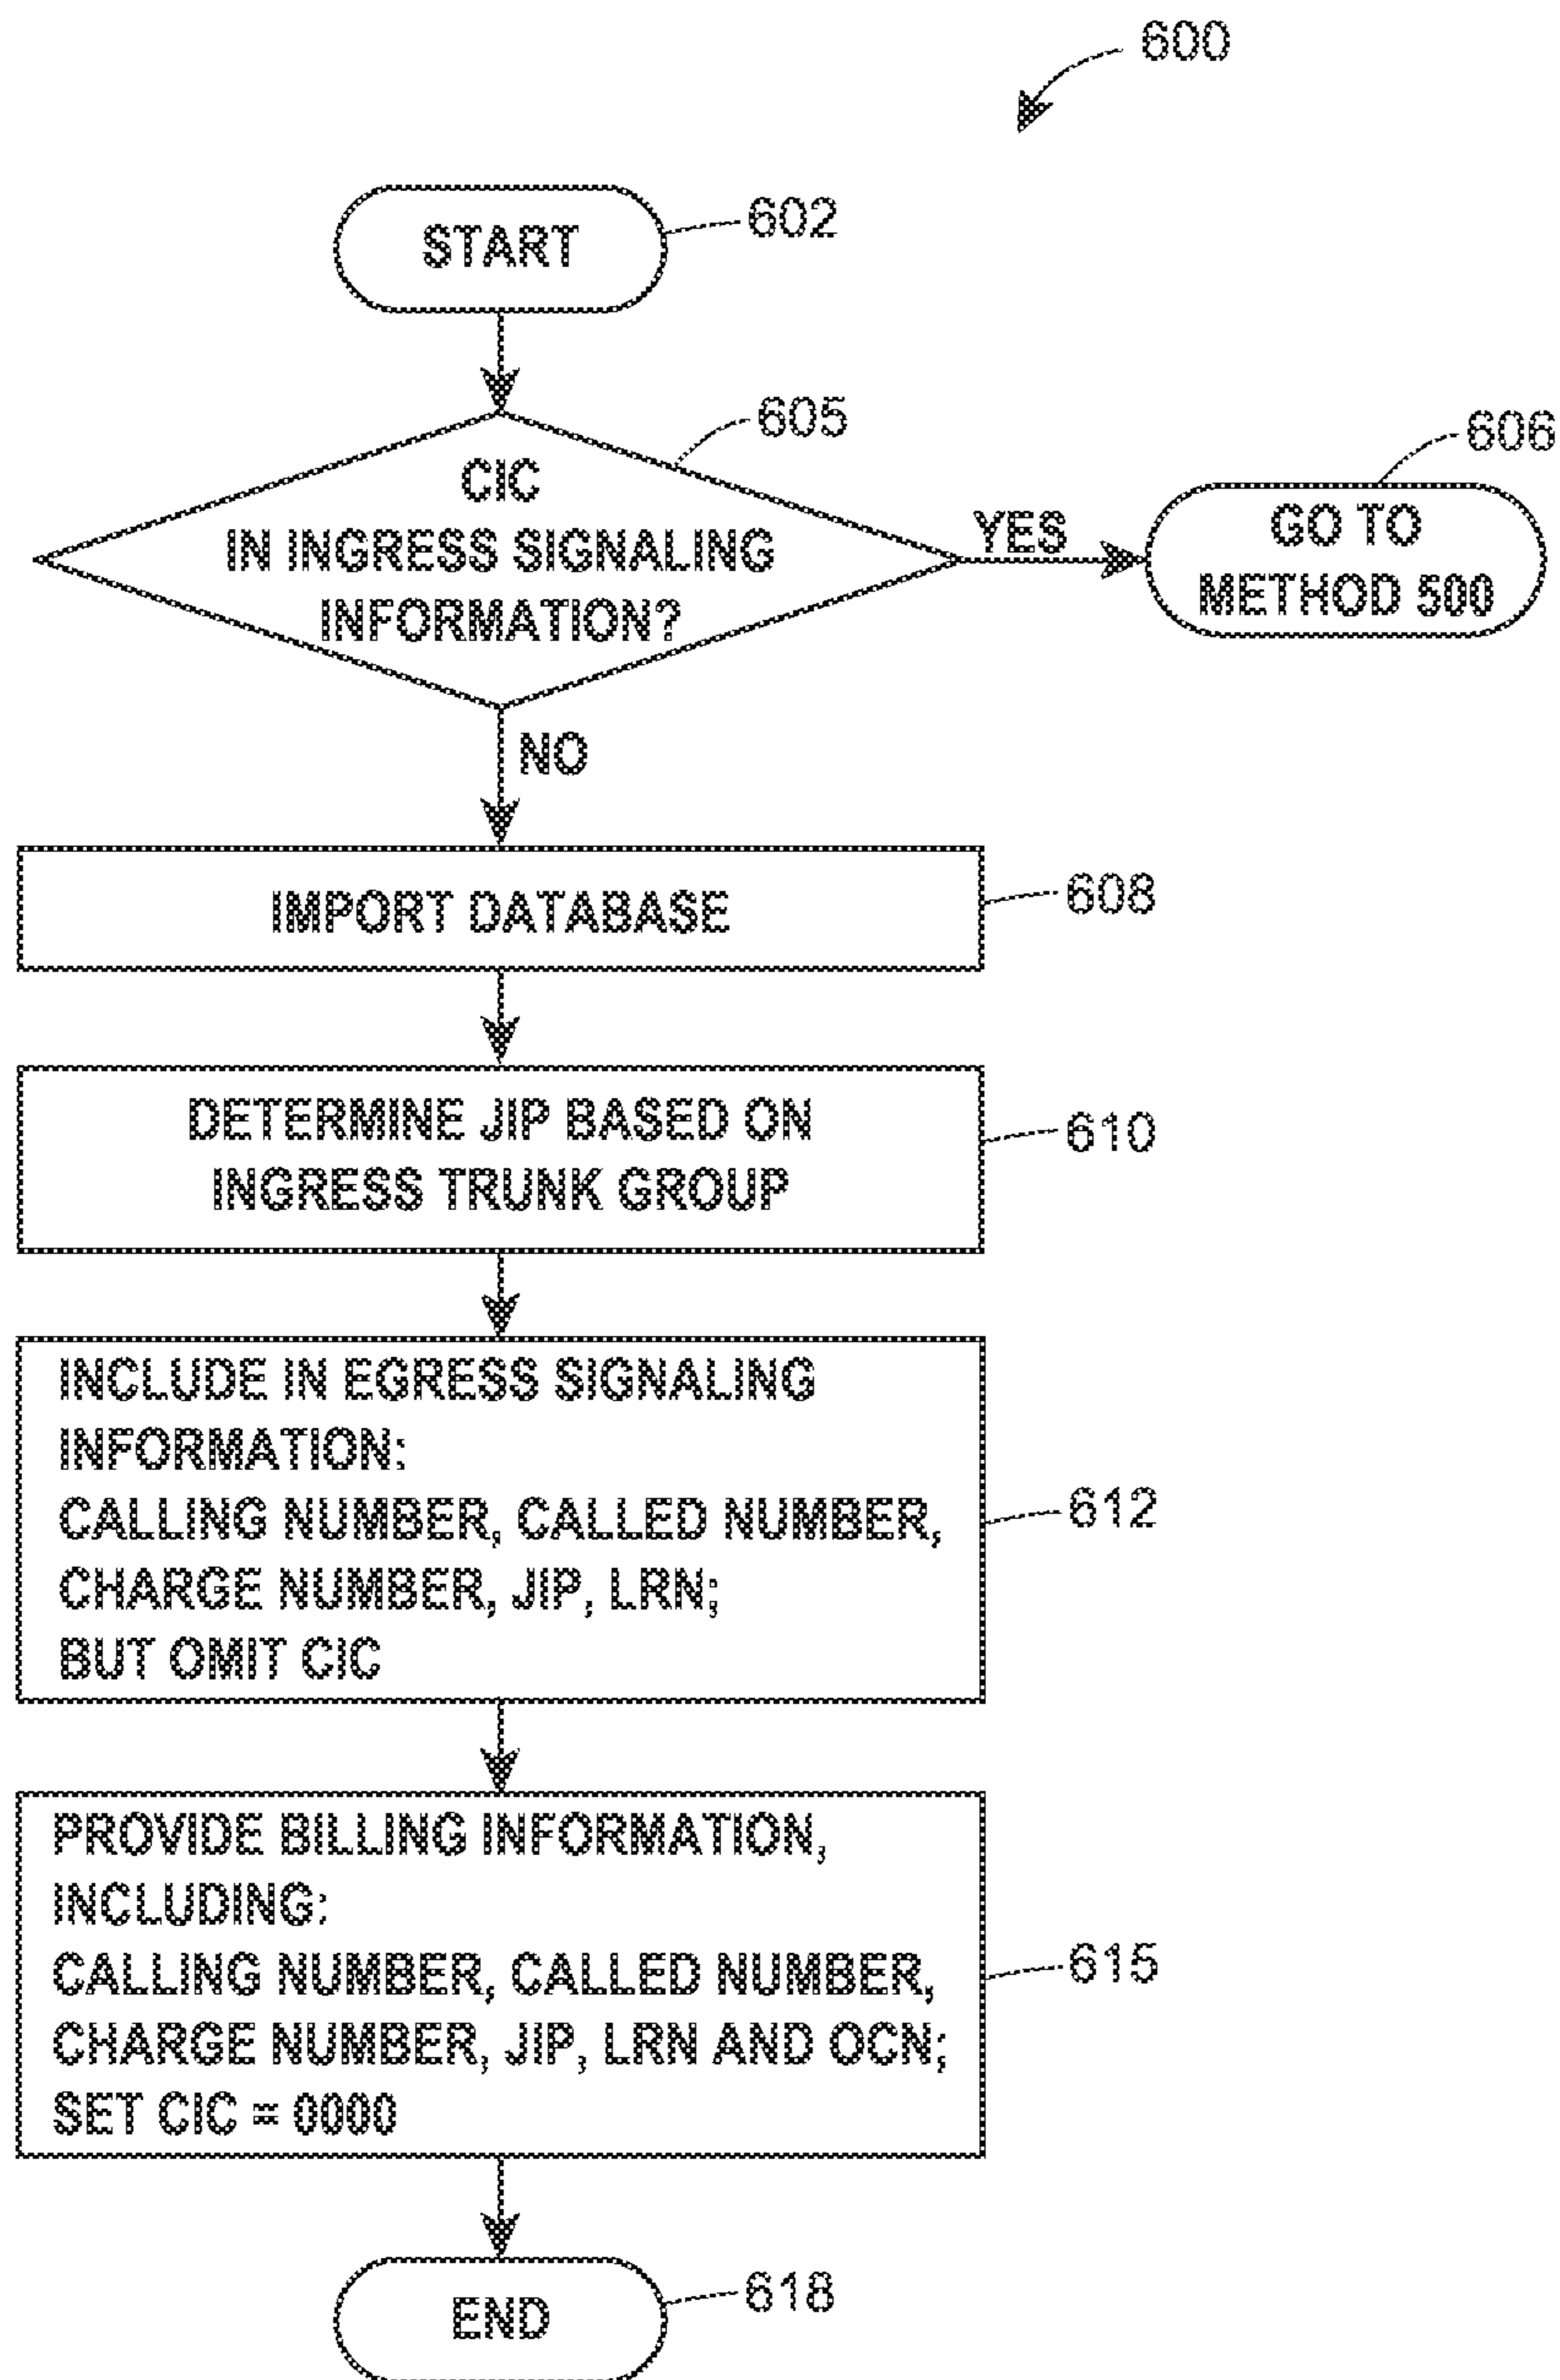 600
START
602
CIC
IN INGRESS SIGNALING
INFORMATION?
605
YES
GO TO
METHOD 500
606
NO
IMPORT DATABASE
608
DETERMINE JIP BASED ON
INGRESS TRUNK GROUP
610
INCLUDE IN EGRESS SIGNALING
INFORMATION:
CALLING NUMBER, CALLED NUMBER,
CHARGE NUMBER, JIP, LRN;
BUT OMIT CIC
612
PROVIDE BILLING INFORMATION,
INCLUDING:
CALLING NUMBER, CALLED NUMBER,
CHARGE NUMBER, JIP, LRN AND OCN;
SET CIC = 0000
615
END
618